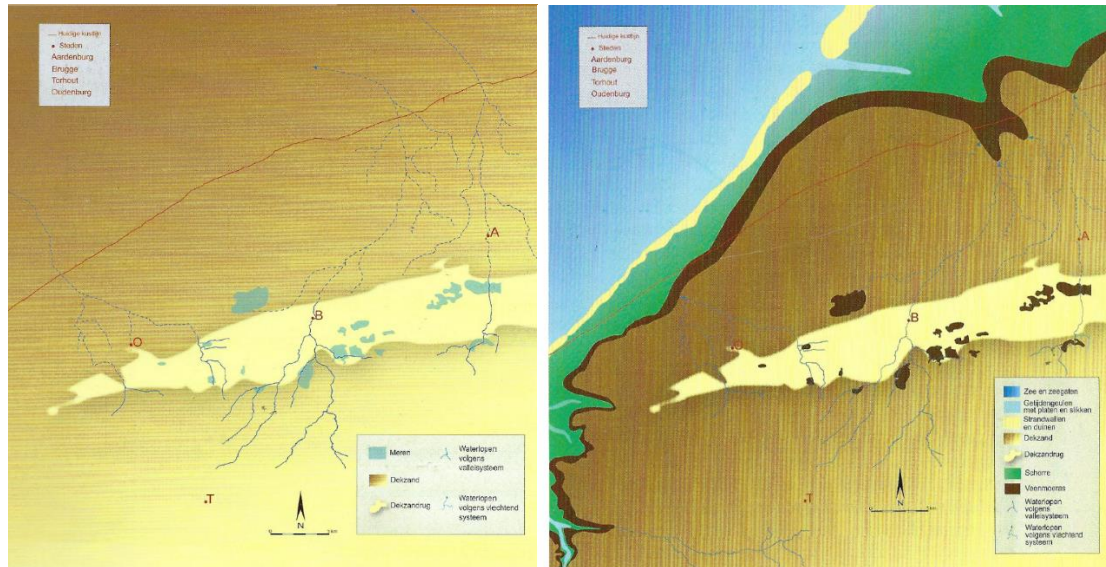 Huidige kustlijn
Steden
Aardenburg
Brugge
Torhout
Oudenburg
A
B
O
T
N
0
Meren
Dekzand
Dekzandrug
Waterlopen
volgens
valleisysteem
Waterlopen
volgens vlechtend
systeem
Huidige kustlijn
Steden
Aardenburg
Brugge
Torhout
Oudenburg
A
B
O
T
N
0
Zee en zeegaten
Getijdengeulen
met platen en slikken
Strandwallen
en duinen
Dekzand
Dekzandrug
Schorre
Veenmoeras
Waterlopen
volgens
valleisysteem
Waterlopen
volgens vlechtend
systeem